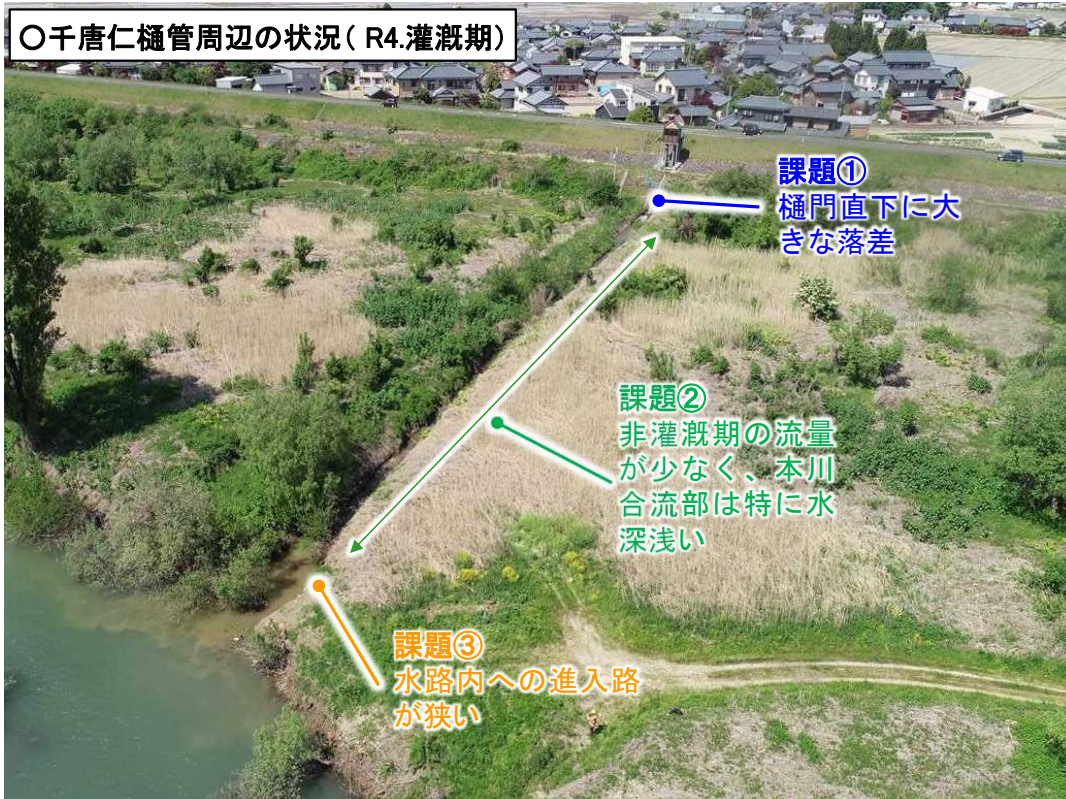 〇千唐仁樋管周辺の状況( R4.灌漑期)
課題①
樋門直下に大
きな落差
課題②
非灌漑期の流量
が少なく、本川
合流部は特に水
深浅い
課題③
水路内への進入路
が狭い